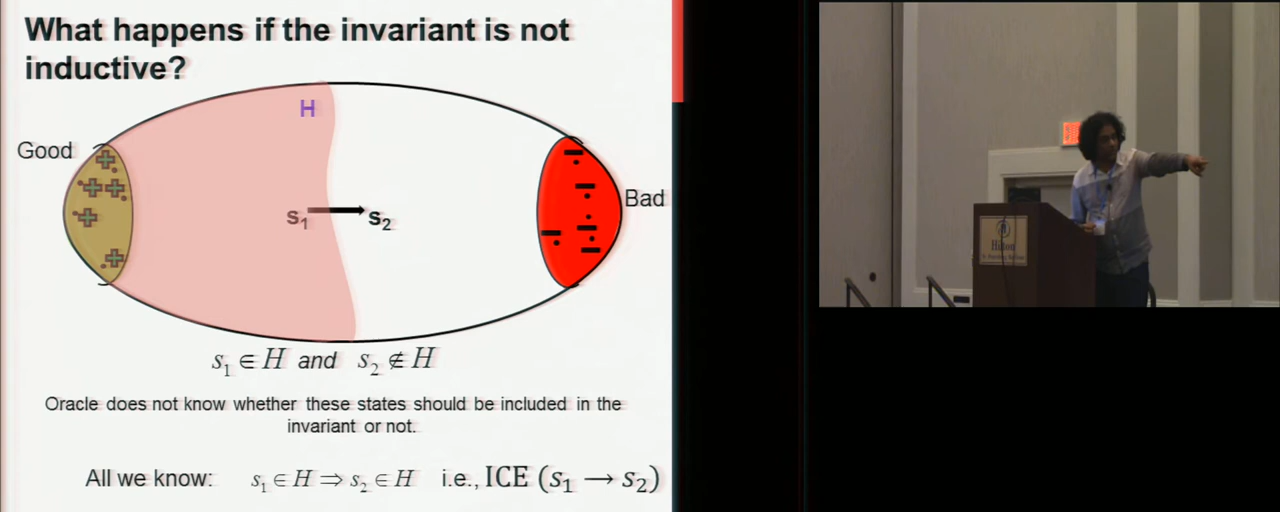 What happens if the invariant is not
inductive?
H
Good
s₁
s₂
Bad
s₁ ∈ H and s₂ ∉ H
Oracle does not know whether these states should be included in the
invariant or not.
All we know: s₁ ∈ H ⇒ s₂ ∈ H i.e., ICE (s₁ → s₂)
Hilton